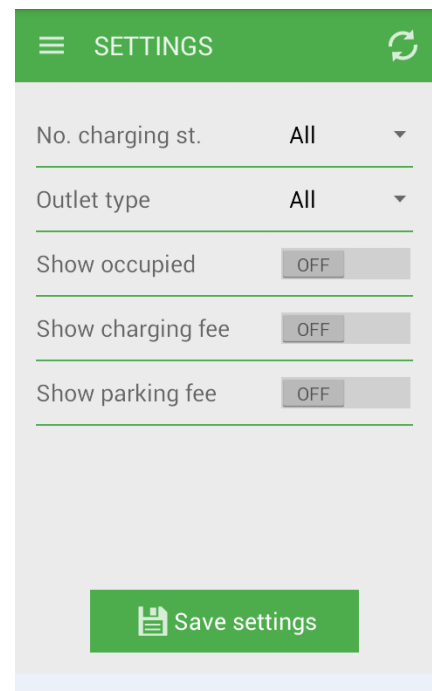 SETTINGS
No. charging st. All
Outlet type All
Show occupied OFF
Show charging fee OFF
Show parking fee OFF
Save settings